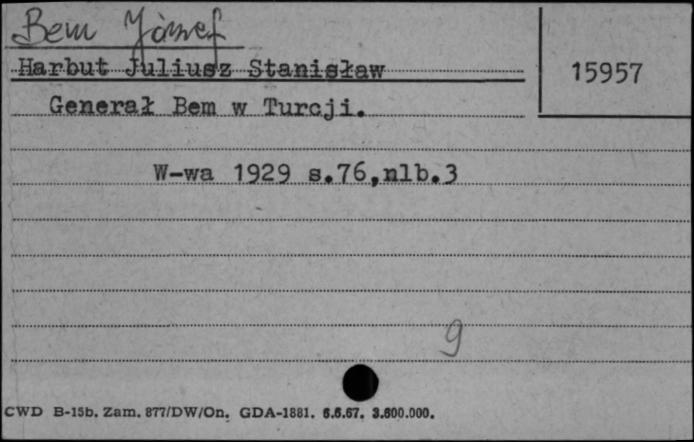 Bem Józef
Harbut Juliusz Stanisław
15957
Generał Bem w Turcji.
W-wa 1929 s.76,nlb.3
9
CWD B-15b. Zam. 877/DW/On. GDA-1881. 6.6.67. 3.600.000.